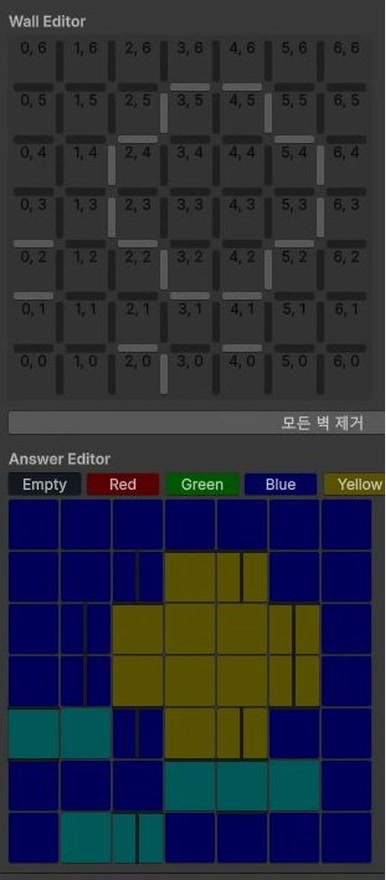 Wall Editor
0, 6 1, 6 2, 6 3, 6 4, 6 5, 6 6, 6
0, 5 1, 5 2, 5 3, 5 4, 5 5, 5 6, 5
0, 4 1, 4 2, 4 3, 4 4, 4 5, 4 6, 4
0, 3 1, 3 2, 3 3, 3 4, 3 5, 3 6, 3
0, 2 1, 2 2, 2 3, 2 4, 2 5, 2 6, 2
0, 1 1, 1 2, 1 3, 1 4, 1 5, 1 6, 1
0, 0 1, 0 2, 0 3, 0 4, 0 5, 0 6, 0
모든 벽 제거
Answer Editor
Empty Red Green Blue Yellow